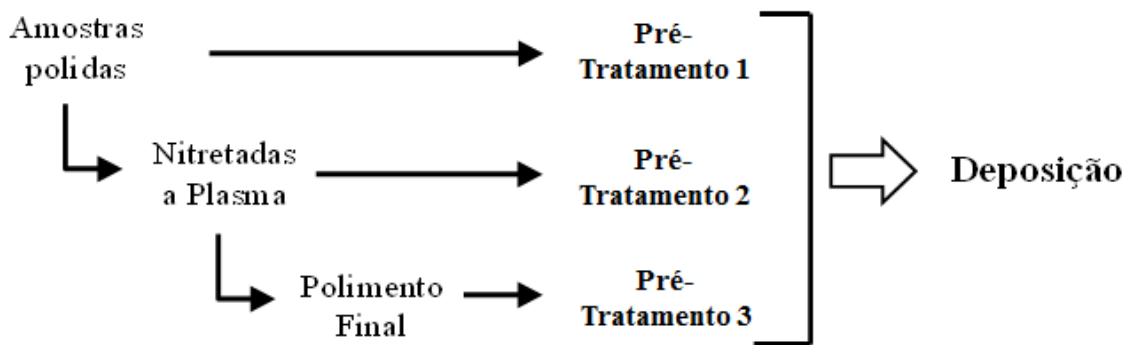 Amostras
polidas
Pré-
Tratamento 1
Nitretadas
a Plasma
Pré-
Tratamento 2
Deposição
Polimento
Final
Pré-
Tratamento 3